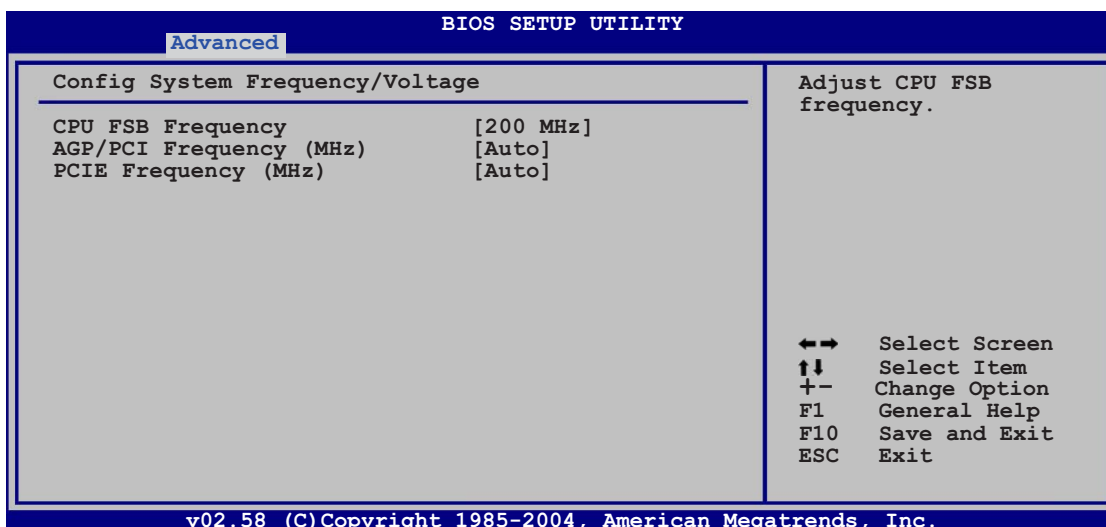 BIOS SETUP UTILITY
Advanced
Config System Frequency/Voltage
CPU FSB Frequency [200 MHz]
AGP/PCI Frequency (MHz) [Auto]
PCIE Frequency (MHz) [Auto]
Adjust CPU FSB
frequency.
←→ Select Screen
↑↓ Select Item
+- Change Option
F1 General Help
F10 Save and Exit
ESC Exit
v02.58 (C)Copyright 1985-2004, American Megatrends, Inc.